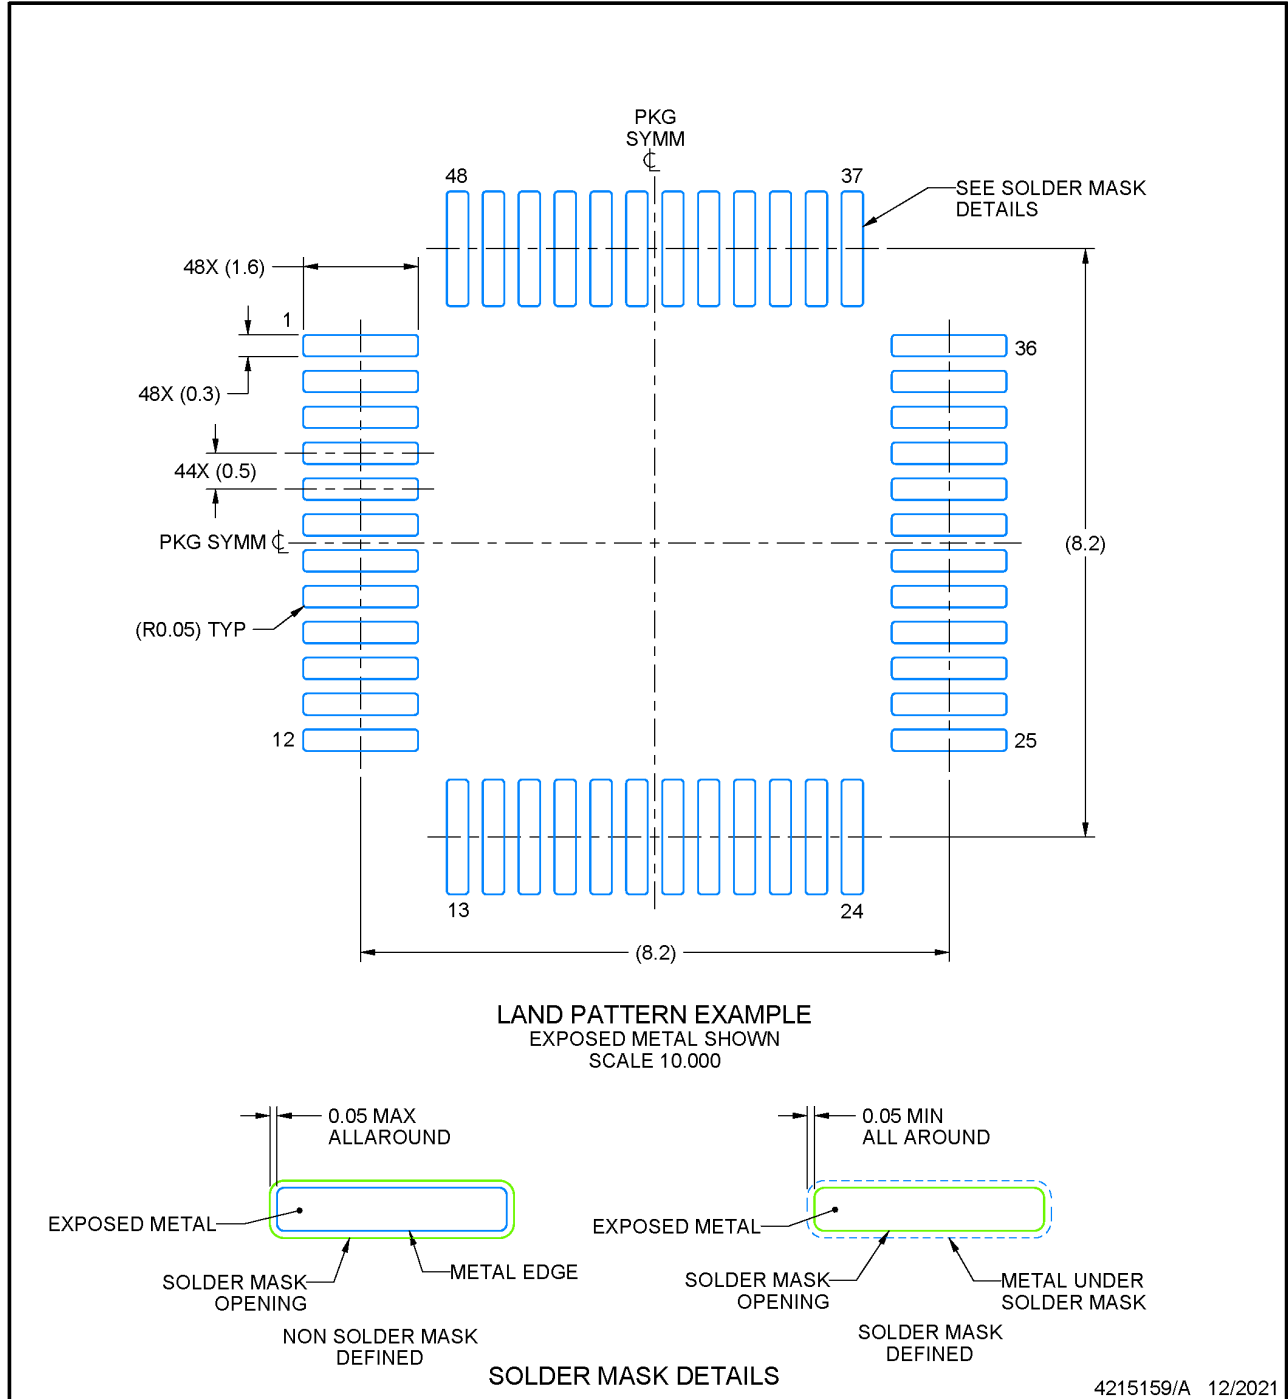 PKG
SYMM
48
37
SEE SOLDER MASK
DETAILS
48X (1.6)
1
36
48X (0.3)
44X (0.5)
PKG SYMM
(8.2)
(R0.05) TYP
12
25
13
24
(8.2)
LAND PATTERN EXAMPLE
EXPOSED METAL SHOWN
SCALE 10.000
0.05 MAX
ALLAROUND
EXPOSED METAL
METAL EDGE
SOLDER MASK
OPENING
NON SOLDER MASK
DEFINED
0.05 MIN
ALL AROUND
EXPOSED METAL
SOLDER MASK
OPENING
METAL UNDER
SOLDER MASK
SOLDER MASK
DEFINED
SOLDER MASK DETAILS
4215159/A 12/2021